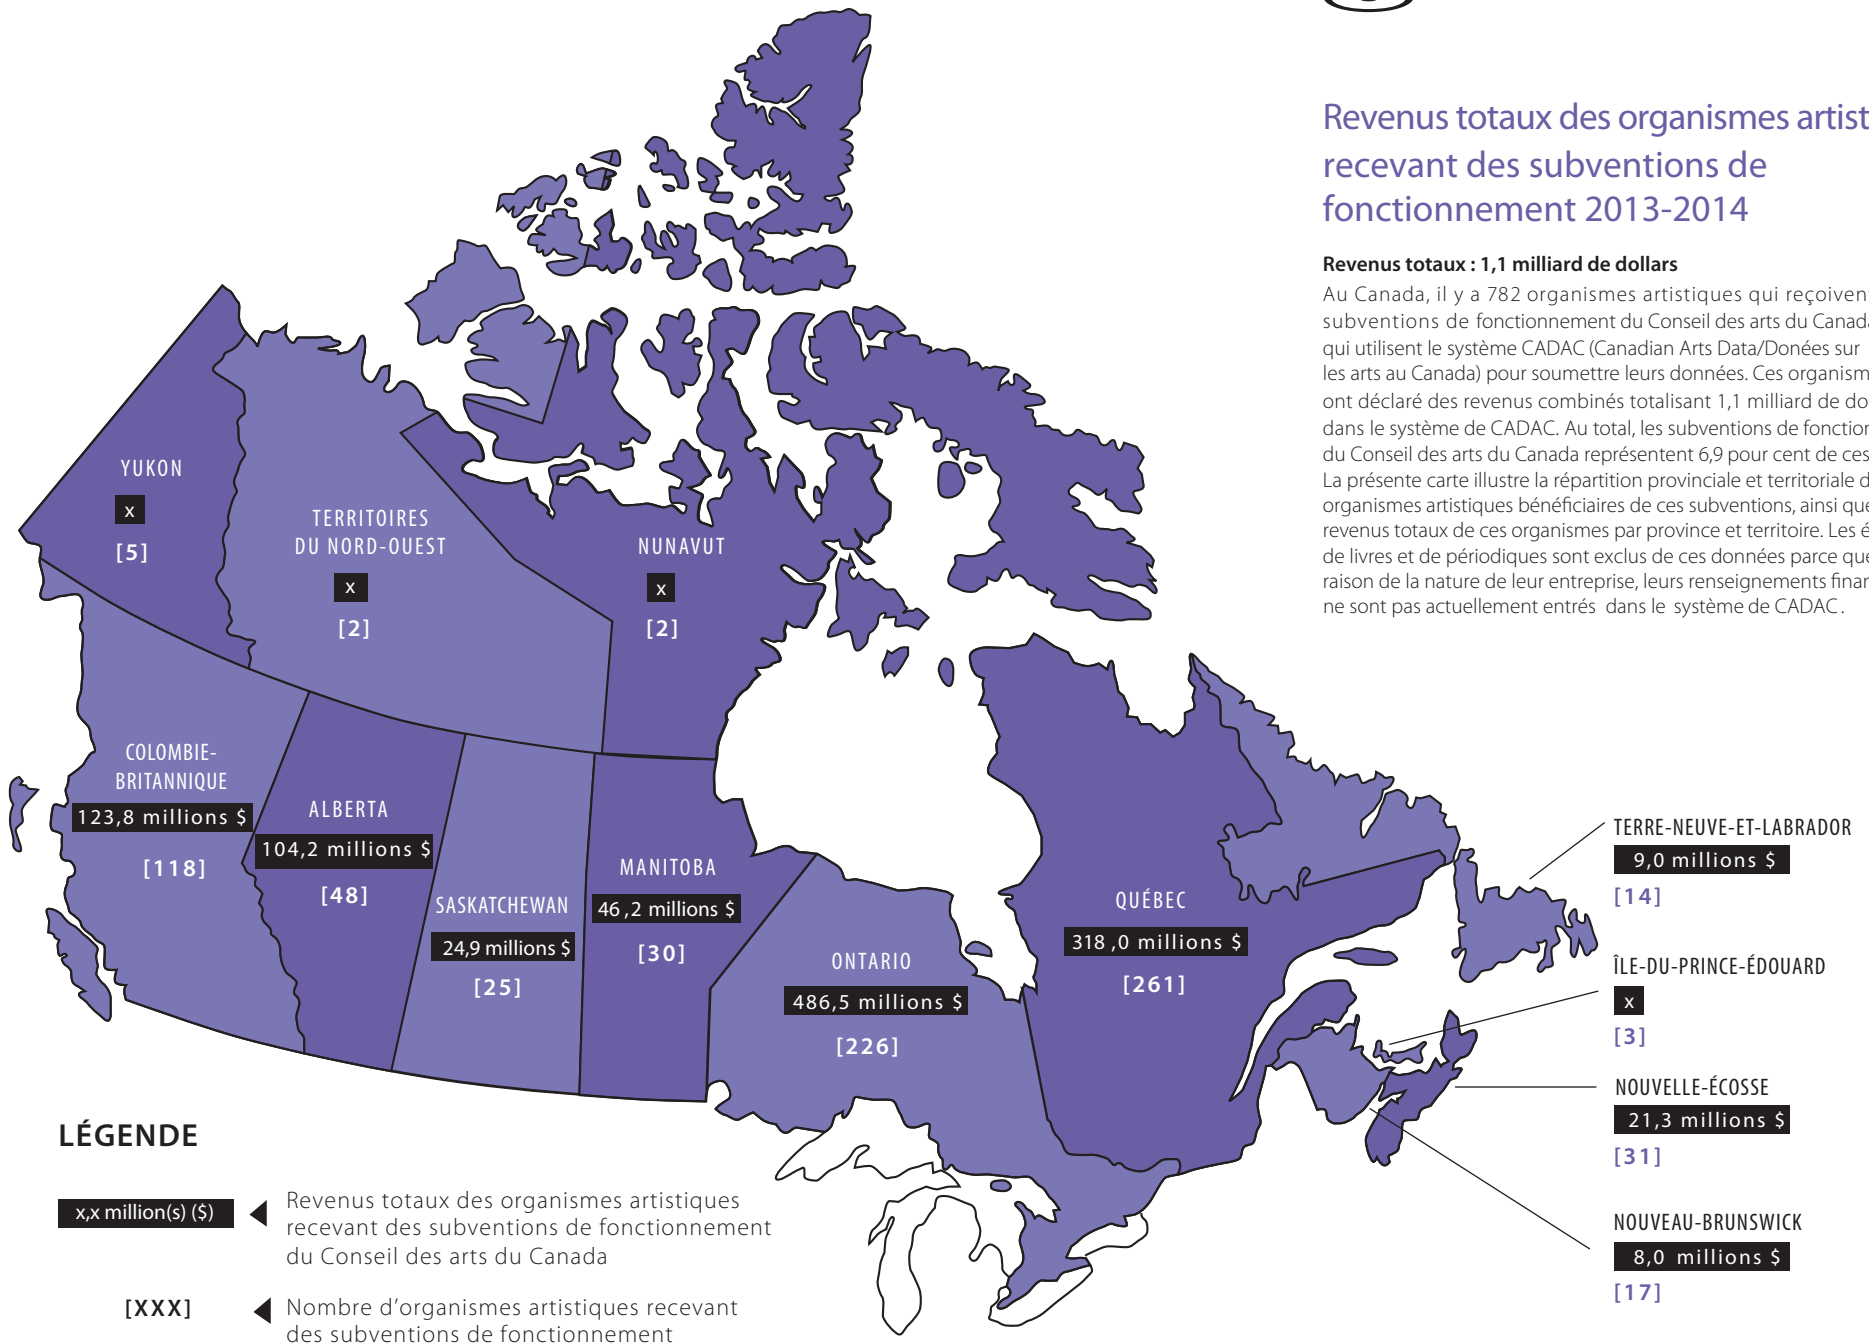 Revenus totaux des organismes artist
recevant des subventions de
fonctionnement 2013-2014
Revenus totaux : 1,1 milliard de dollars
Au Canada, il y a 782 organismes artistiques qui reçoivent
subventions de fonctionnement du Conseil des arts du Canada
qui utilisent le système CADAC (Canadian Arts Data/Donées sur
les arts au Canada) pour soumettre leurs données. Ces organism
ont déclaré des revenus combinés totalisant 1,1 milliard de do
dans le système de CADAC. Au total, les subventions de fonction
du Conseil des arts du Canada représentent 6,9 pour cent de ces
La présente carte illustre la répartition provinciale et territoriale d
organismes artistiques bénéficiaires de ces subventions, ainsi que
revenus totaux de ces organismes par province et territoire. Les é
de livres et de périodiques sont exclus de ces données parce que
raison de la nature de leur entreprise, leurs renseignements finan
ne sont pas actuellement entrés dans le système de CADAC.
YUKON
x
[5]
TERRITOIRES
DU NORD-OUEST
x
[2]
NUNAVUT
x
[2]
COLOMBIE-
BRITANNIQUE
123,8 millions $
[118]
ALBERTA
104,2 millions $
[48]
SASKATCHEWAN
24,9 millions $
[25]
MANITOBA
46,2 millions $
[30]
ONTARIO
486,5 millions $
[226]
QUÉBEC
318,0 millions $
[261]
TERRE-NEUVE-ET-LABRADOR
9,0 millions $
[14]
ÎLE-DU-PRINCE-ÉDOUARD
x
[3]
NOUVELLE-ÉCOSSE
21,3 millions $
[31]
NOUVEAU-BRUNSWICK
8,0 millions $
[17]
LÉGENDE
x,x million(s) ($)
Revenus totaux des organismes artistiques
recevant des subventions de fonctionnement
du Conseil des arts du Canada
[XXX]
Nombre d'organismes artistiques recevant
des subventions de fonctionnement